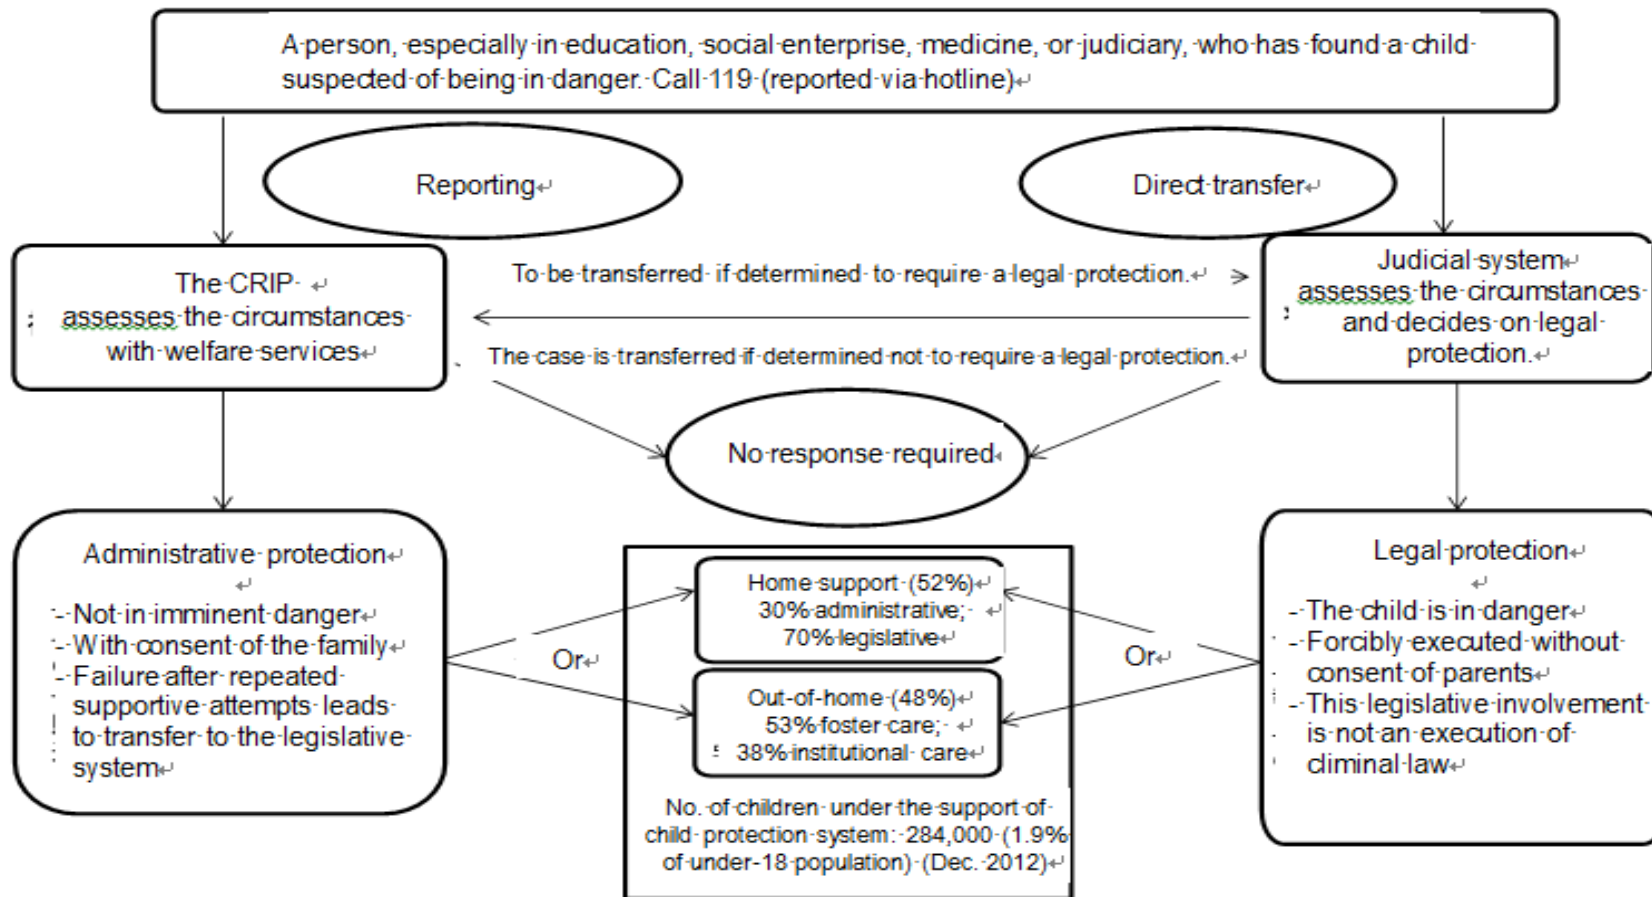 A person, especially in education, social enterprise, medicine, or judiciary, who has found a child
suspected of being in danger. Call 119 (reported via hotline)
Reporting
Direct transfer
The CRIP
assesses the circumstances
with welfare services
To be transferred if determined to require a legal protection.
The case is transferred if determined not to require a legal protection.
Judicial system
assesses the circumstances
and decides on legal
protection.
No response required
Administrative protection
- Not in imminent danger
- With consent of the family
- Failure after repeated
supportive attempts leads
to transfer to the legislative
system
Or
Home support (52%)
30% administrative;
70% legislative
Out-of-home (48%)
53% foster care;
38% institutional care
No. of children under the support of
child protection system: 284,000 (1.9%
of under-18 population) (Dec. 2012)
Or
Legal protection
- The child is in danger
- Forcibly executed without
consent of parents
- This legislative involvement
is not an execution of
climinal law